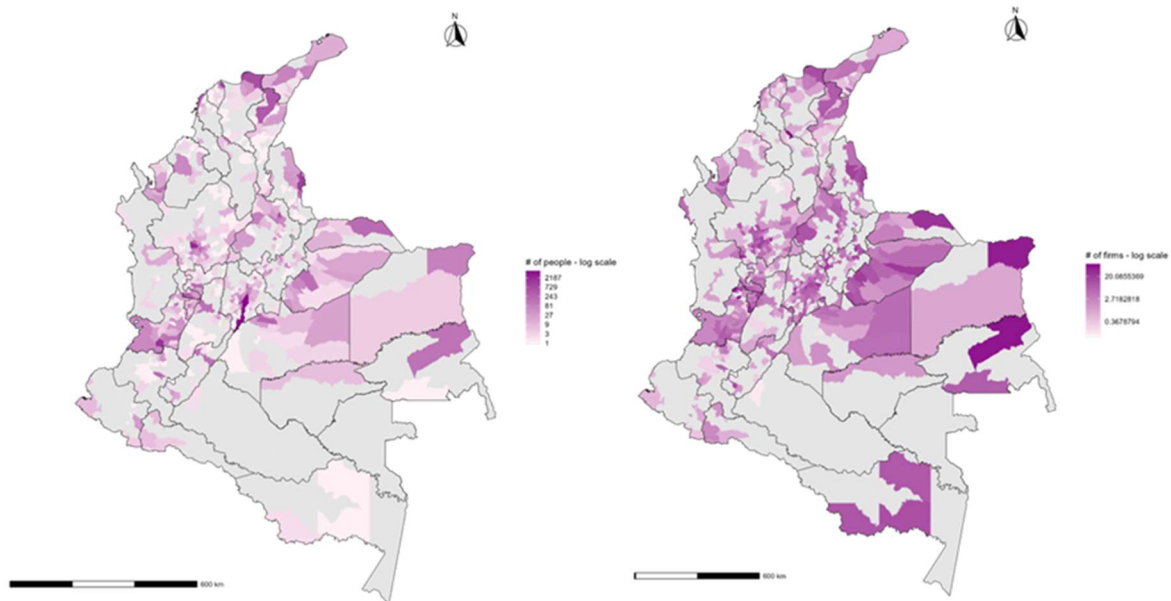 N
# of people - log scale
2187
729
243
81
27
9
3
1
600 km
N
# of firms - log scale
20.0855369
2.7182818
0.3678794
600 km